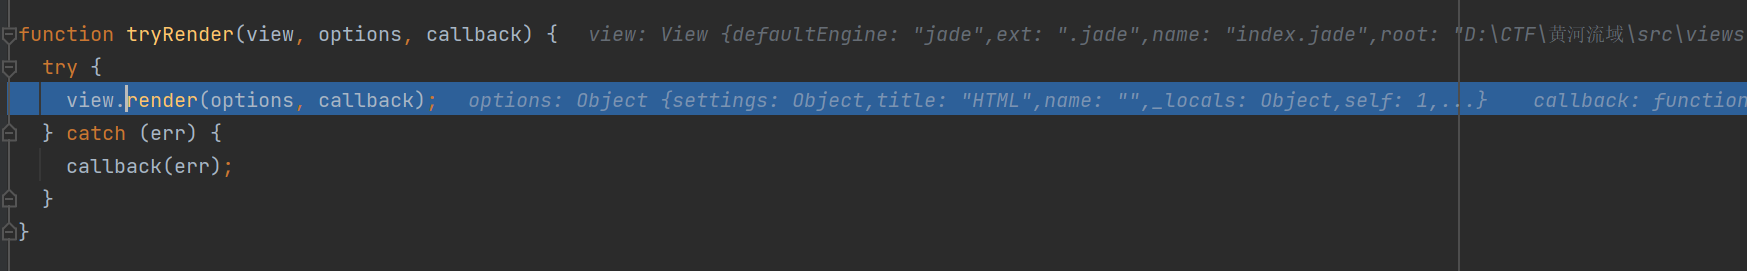 function tryRender(view, options, callback) {   view: View {defaultEngine: "jade",ext: ".jade",name: "index.jade",root: "D:\CTF\黄河流域\src\views
  try {
    view.render(options, callback);   options: Object {settings: Object,title: "HTML",name: "",_locals: Object,self: 1,...}   callback: function
  } catch (err) {
    callback(err);
  }
}